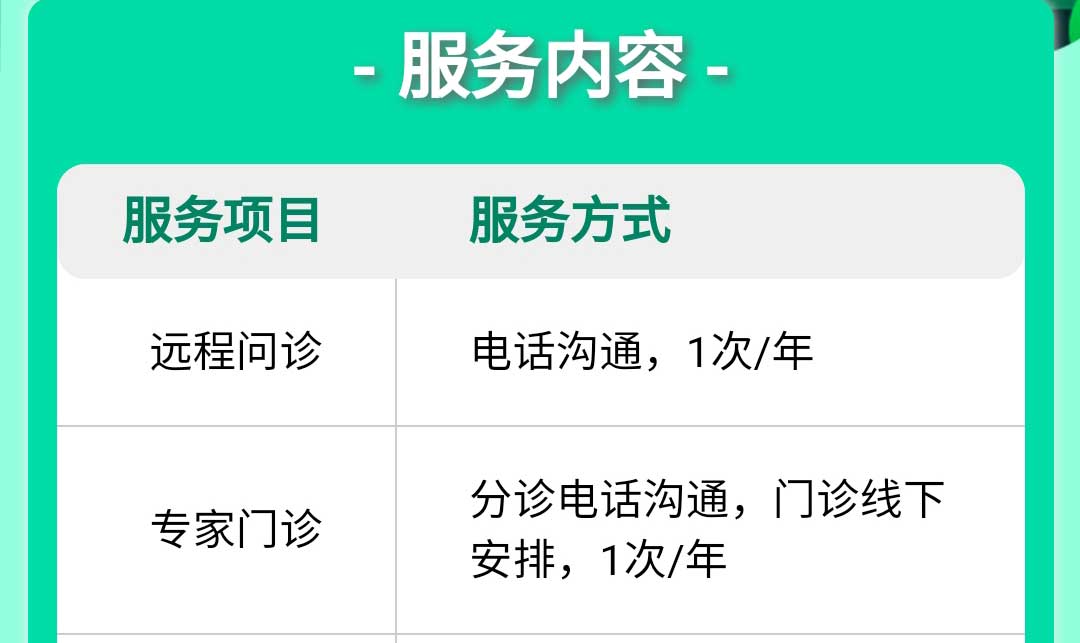 - 服务内容 -
服务项目 服务方式
远程问诊 电话沟通，1次/年
专家门诊 分诊电话沟通，门诊线下
安排，1次/年